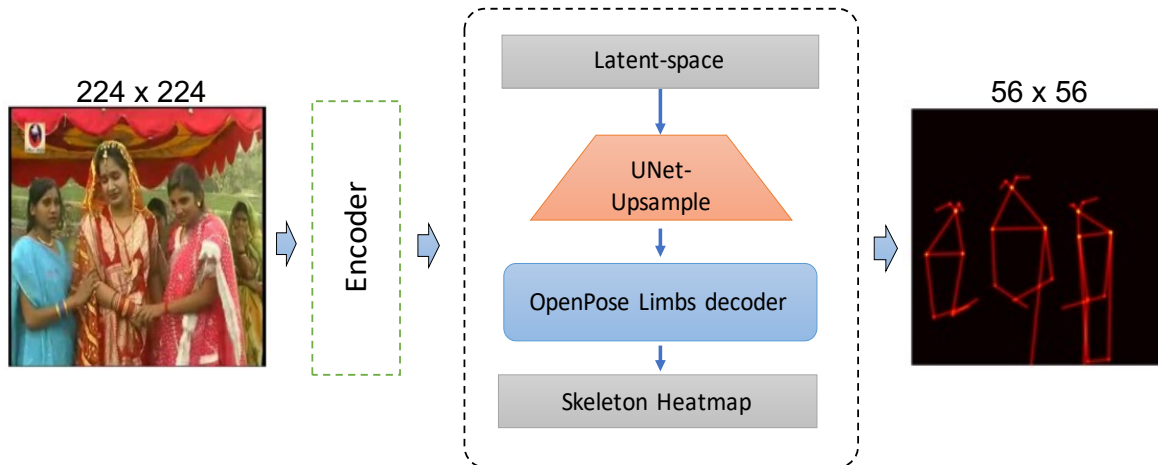 224 x 224
Encoder
Latent-space
UNet-
Upsample
OpenPose Limbs decoder
Skeleton Heatmap
56 x 56